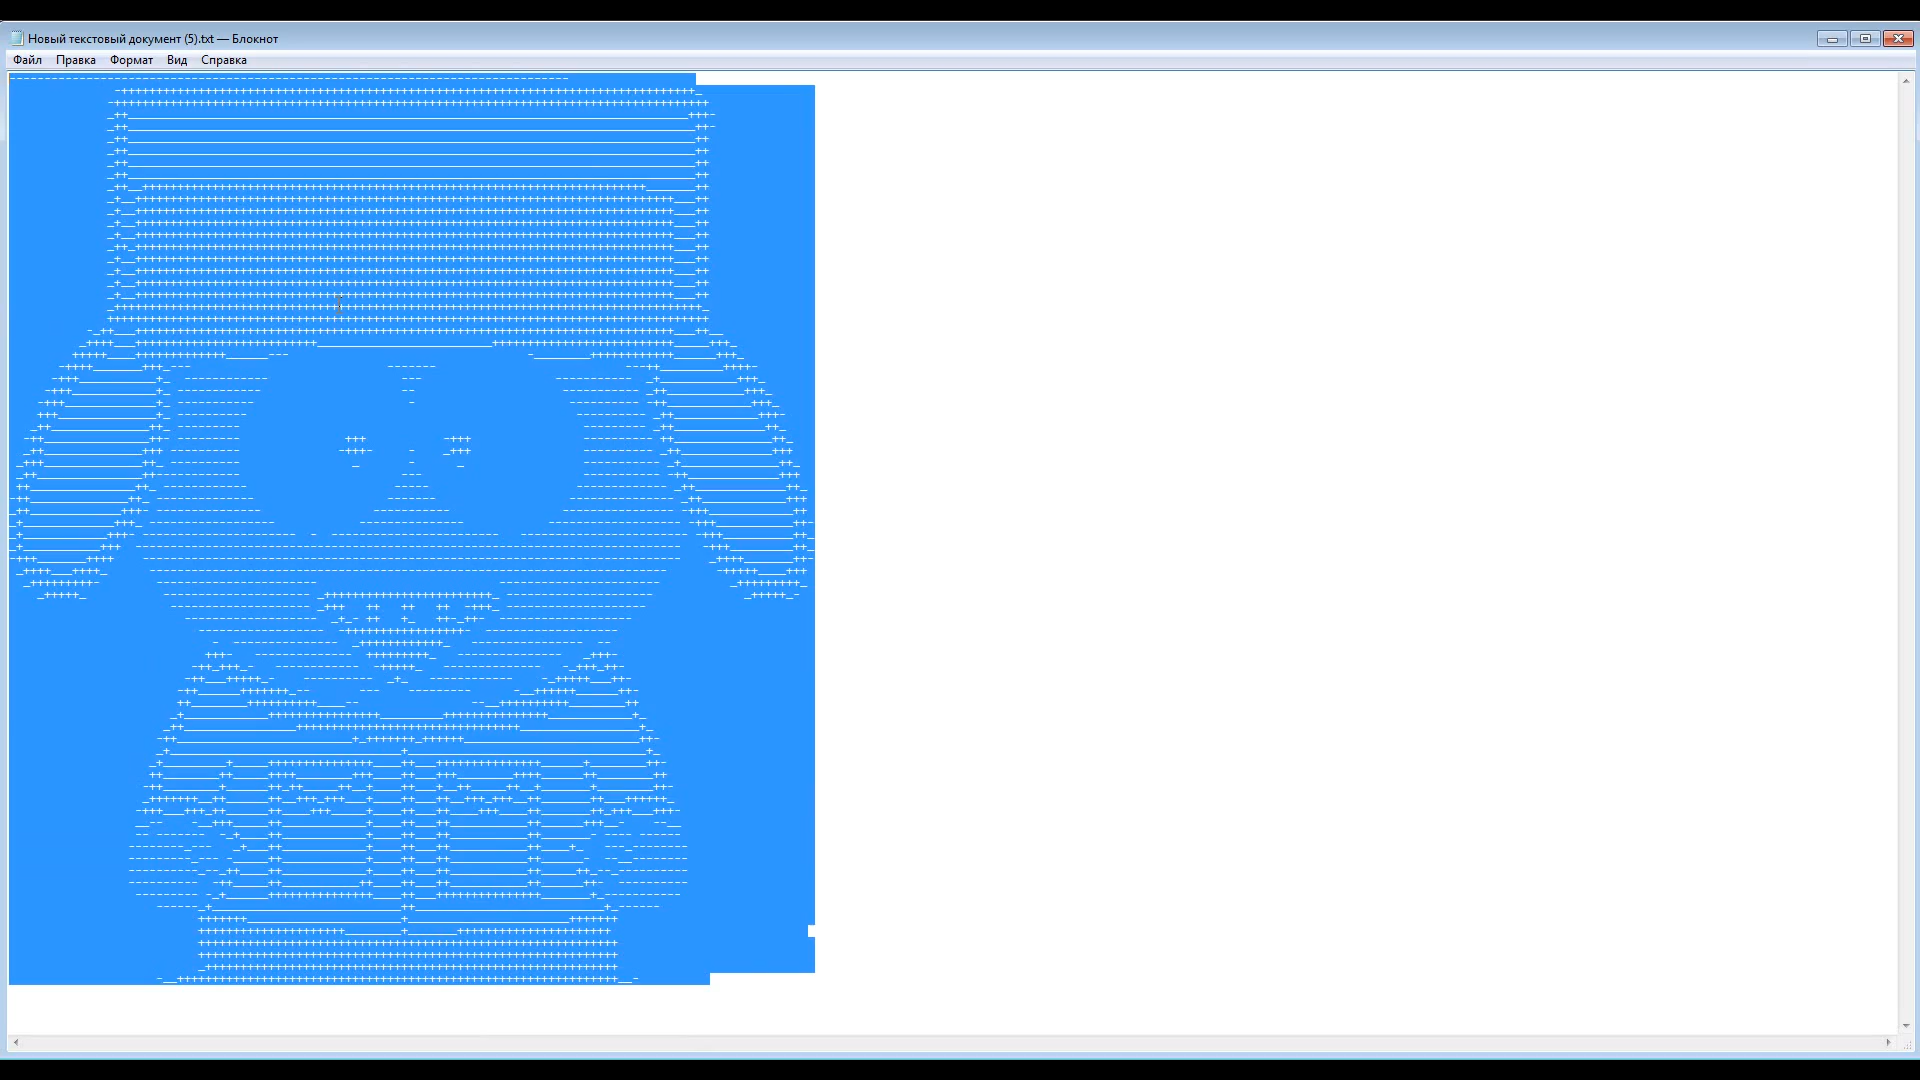 Новый текстовый документ (5).txt — Блокнот
Файл Правка Формат Вид Справка